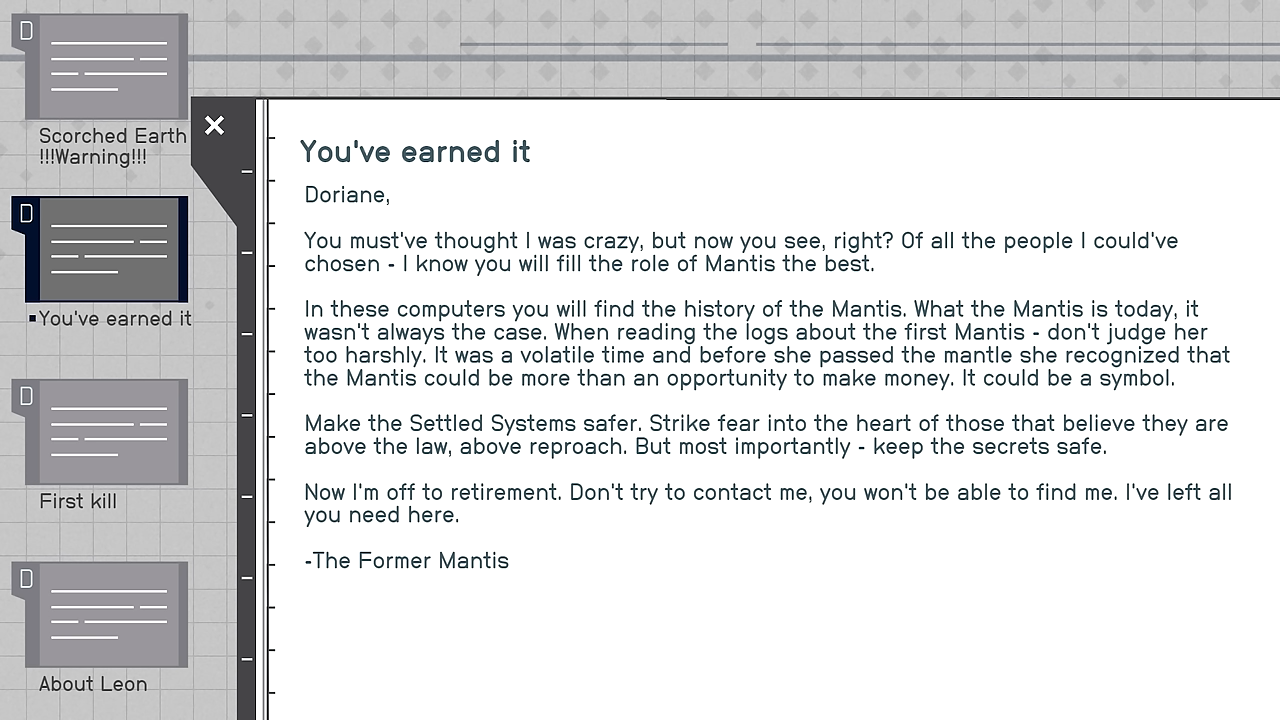 D
Scorched Earth
!!!Warning!!!
D
You've earned it
D
First kill
D
About Leon
You've earned it
Doriane,
You must've thought I was crazy, but now you see, right? Of all the people I could've
chosen - I know you will fill the role of Mantis the best.
In these computers you will find the history of the Mantis. What the Mantis is today, it
wasn't always the case. When reading the logs about the first Mantis - don't judge her
too harshly. It was a volatile time and before she passed the mantle she recognized that
the Mantis could be more than an opportunity to make money. It could be a symbol.
Make the Settled Systems safer. Strike fear into the heart of those that believe they are
above the law, above reproach. But most importantly - keep the secrets safe.
Now I'm off to retirement. Don't try to contact me, you won't be able to find me. I've left all
you need here.
-The Former Mantis